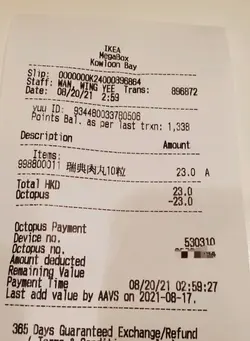 IKEA
MegaBox
Kowloon Bay
Slip: 0000000K24000396864
Staff: WAN, WING YEE Trans: 896872
Date: 08/20/21 2:59
yuu ID: 934480033780506
Points Bal. as per last trxn: 1,338
Description Amount
Items:
998800011 瑞典肉丸10粒 23.0 A
Total HKD 23.0
Octopus -23.0
Octopus Payment
Device no. 530310
Octopus no.
Amount deducted
Remaining Value
Payment Time 08/20/21 02:59:27
Last add value by AAVS on 2021-08-17.
365 Days Guaranteed Exchange/Refund